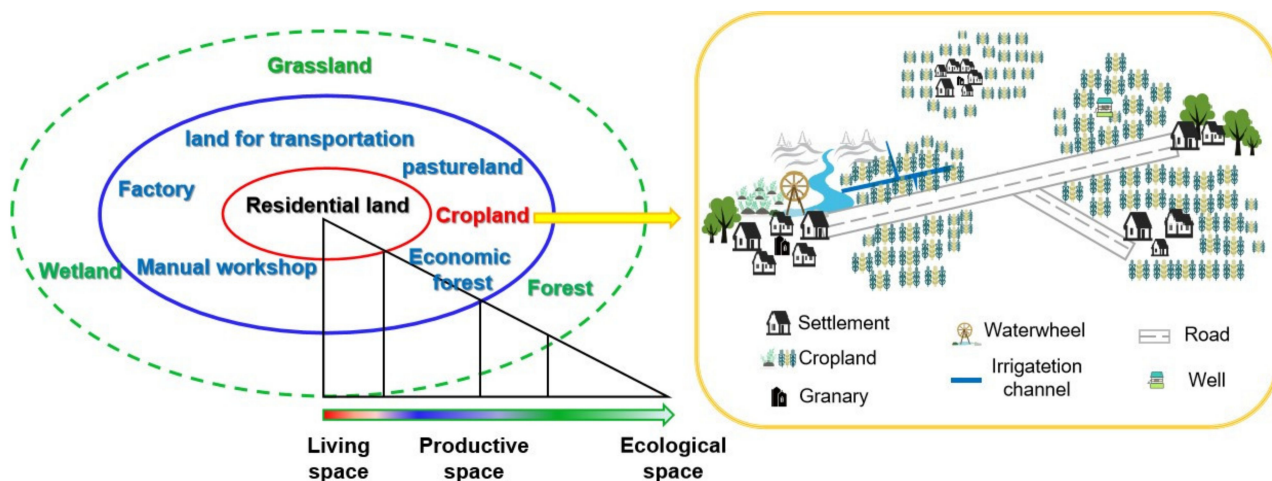 Grassland
land for transportation
pastureland
Factory
Residential land
Cropland
Manual workshop
Economic
forest
Wetland
Forest
Living
space
Productive
space
Ecological
space
Settlement
Cropland
Granary
Waterwheel
Irrigatetion
channel
Road
Well